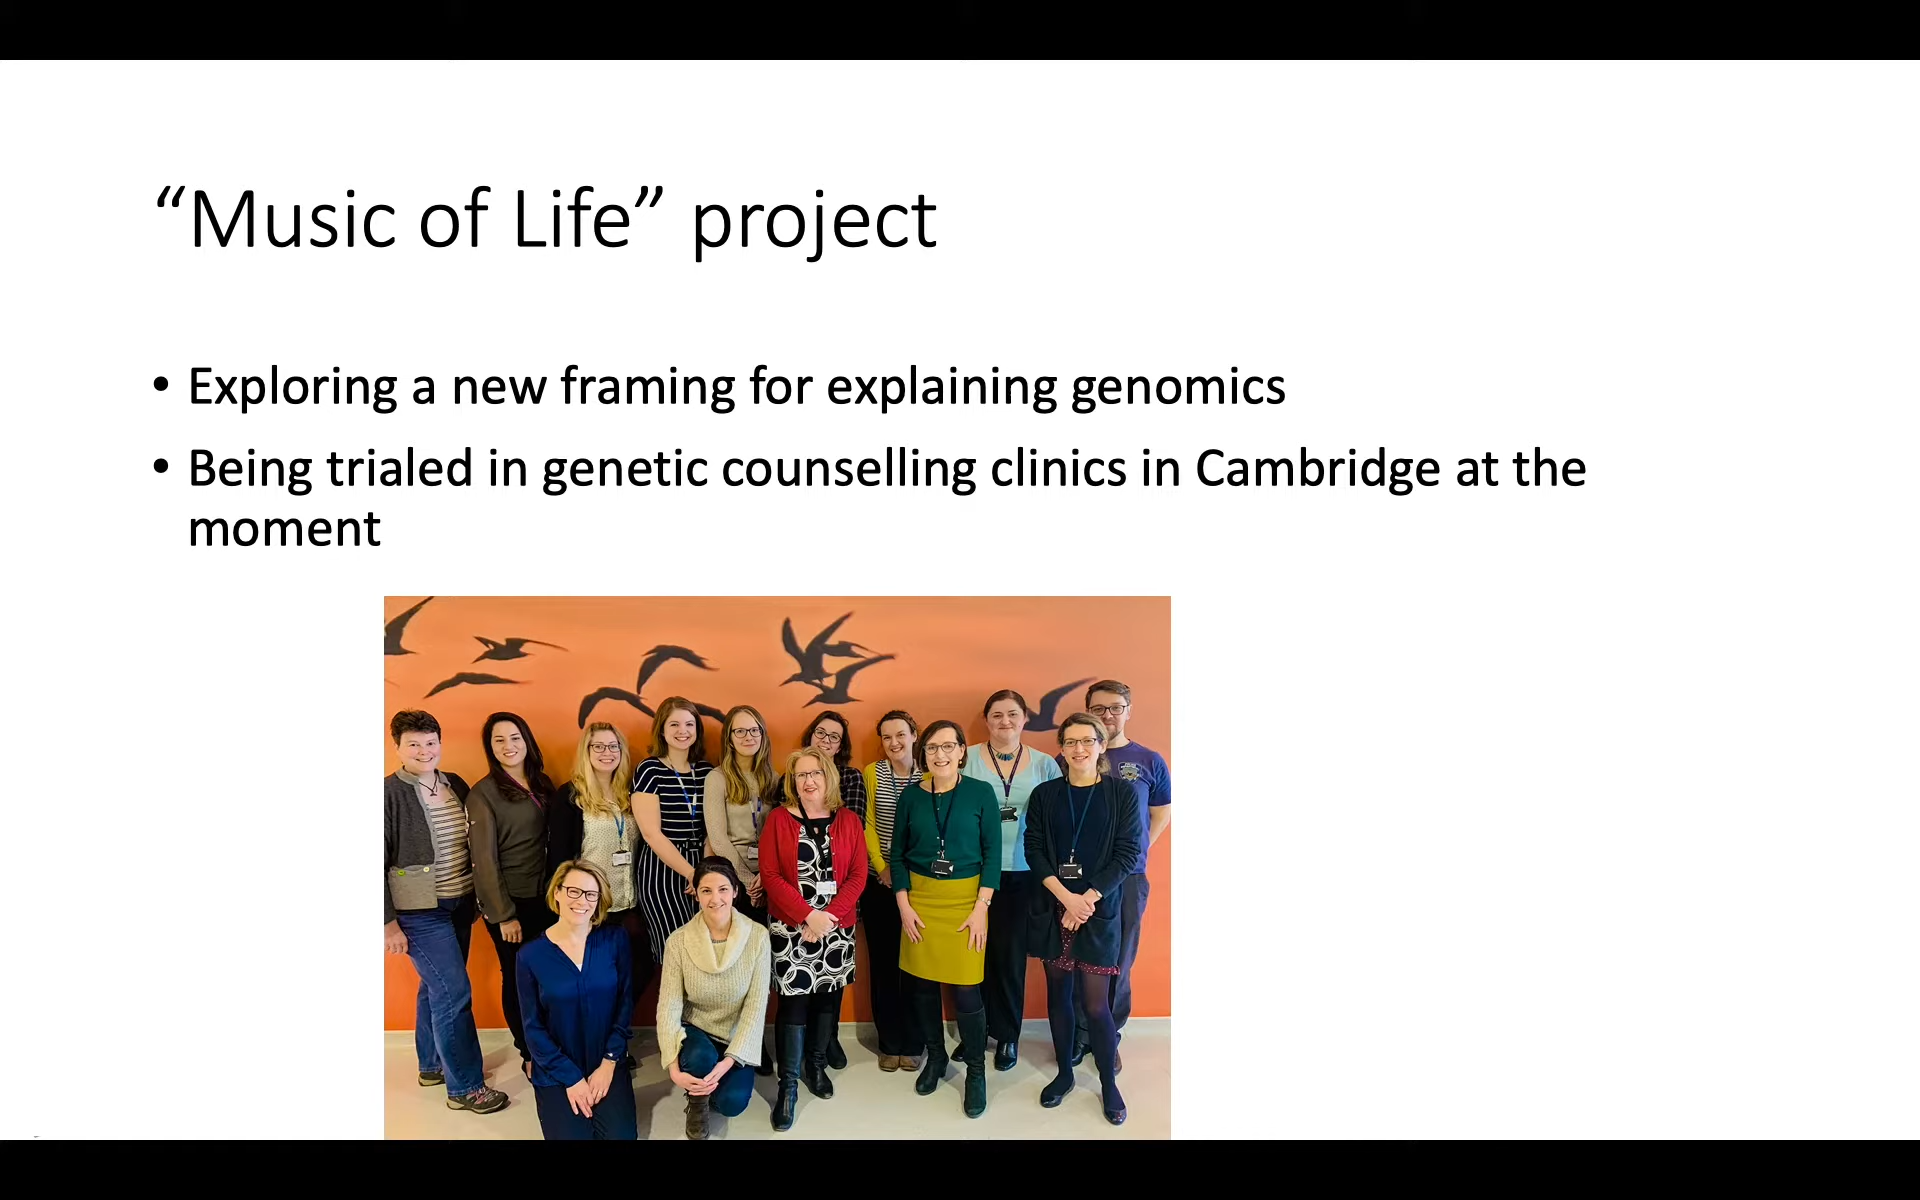 “Music of Life” project
• Exploring a new framing for explaining genomics
• Being trialed in genetic counselling clinics in Cambridge at the
moment